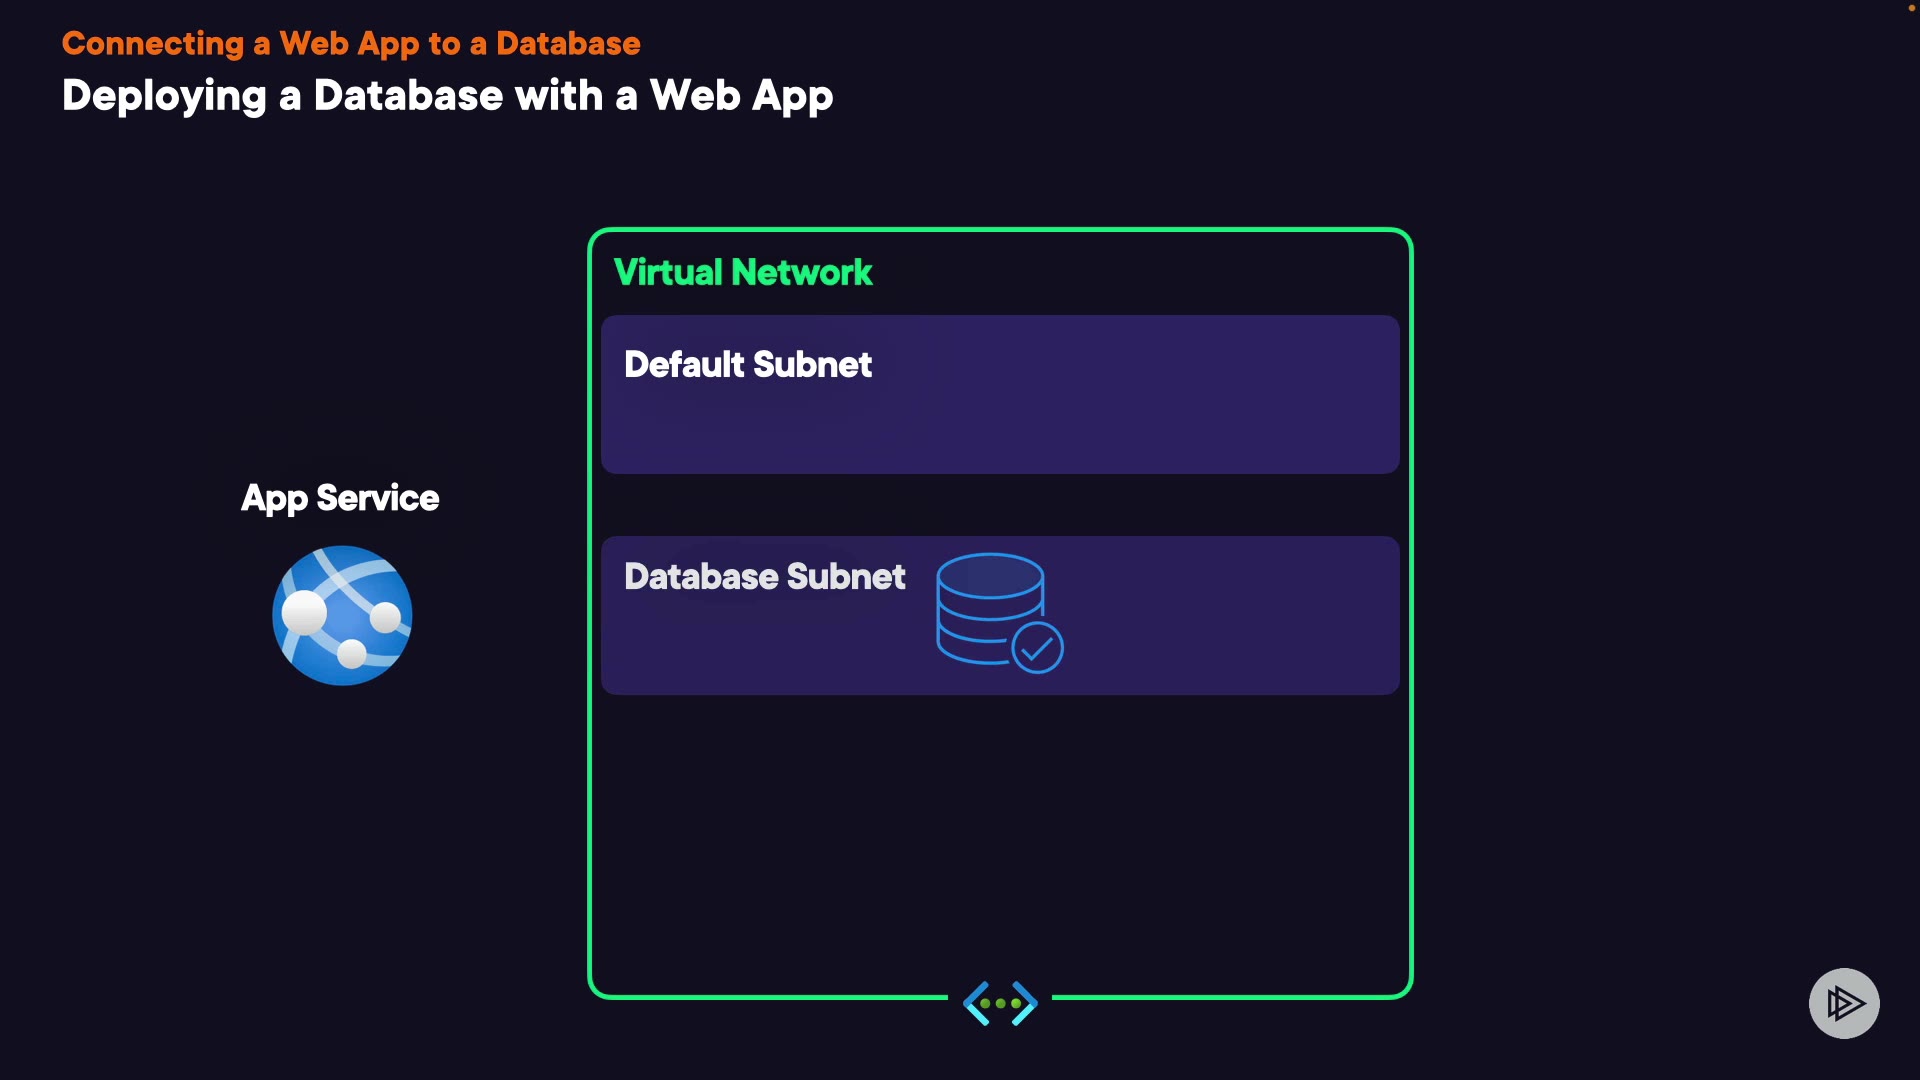 Connecting a Web App to a Database
Deploying a Database with a Web App
Virtual Network
Default Subnet
App Service
Database Subnet